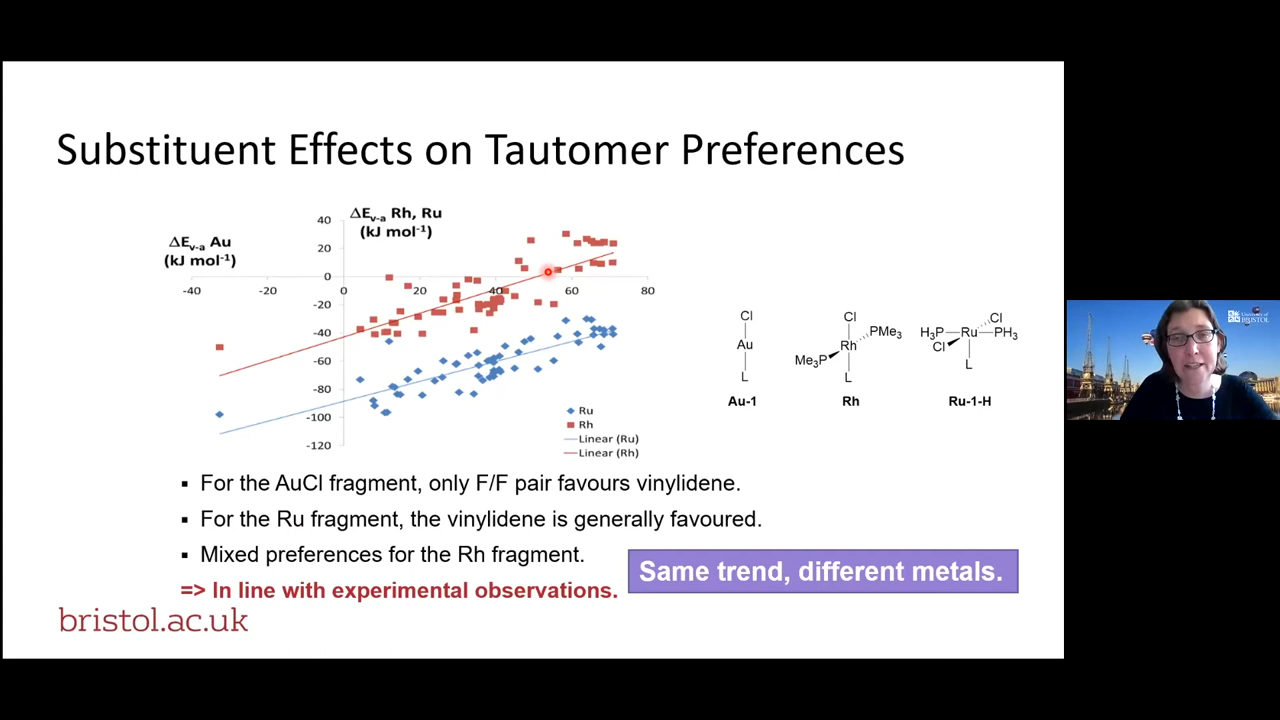 Substituent Effects on Tautomer Preferences
ΔEv-a Au
(kJ mol-1)
ΔEv-a Rh, Ru
(kJ mol-1)
40
20
0
-20
-40
-60
-80
-100
-120
-40
-20
0
20
40
60
80
Ru
Rh
Linear (Ru)
Linear (Rh)
Cl
Au
L
Au-1
Cl
PMe3
Rh
Me3P
L
Rh
Cl
H3P Ru PH3
Cl
L
Ru-1-H
▪ For the AuCl fragment, only F/F pair favours vinylidene.
▪ For the Ru fragment, the vinylidene is generally favoured.
▪ Mixed preferences for the Rh fragment.
=> In line with experimental observations.
Same trend, different metals.
bristol.ac.uk
University of
BRISTOL